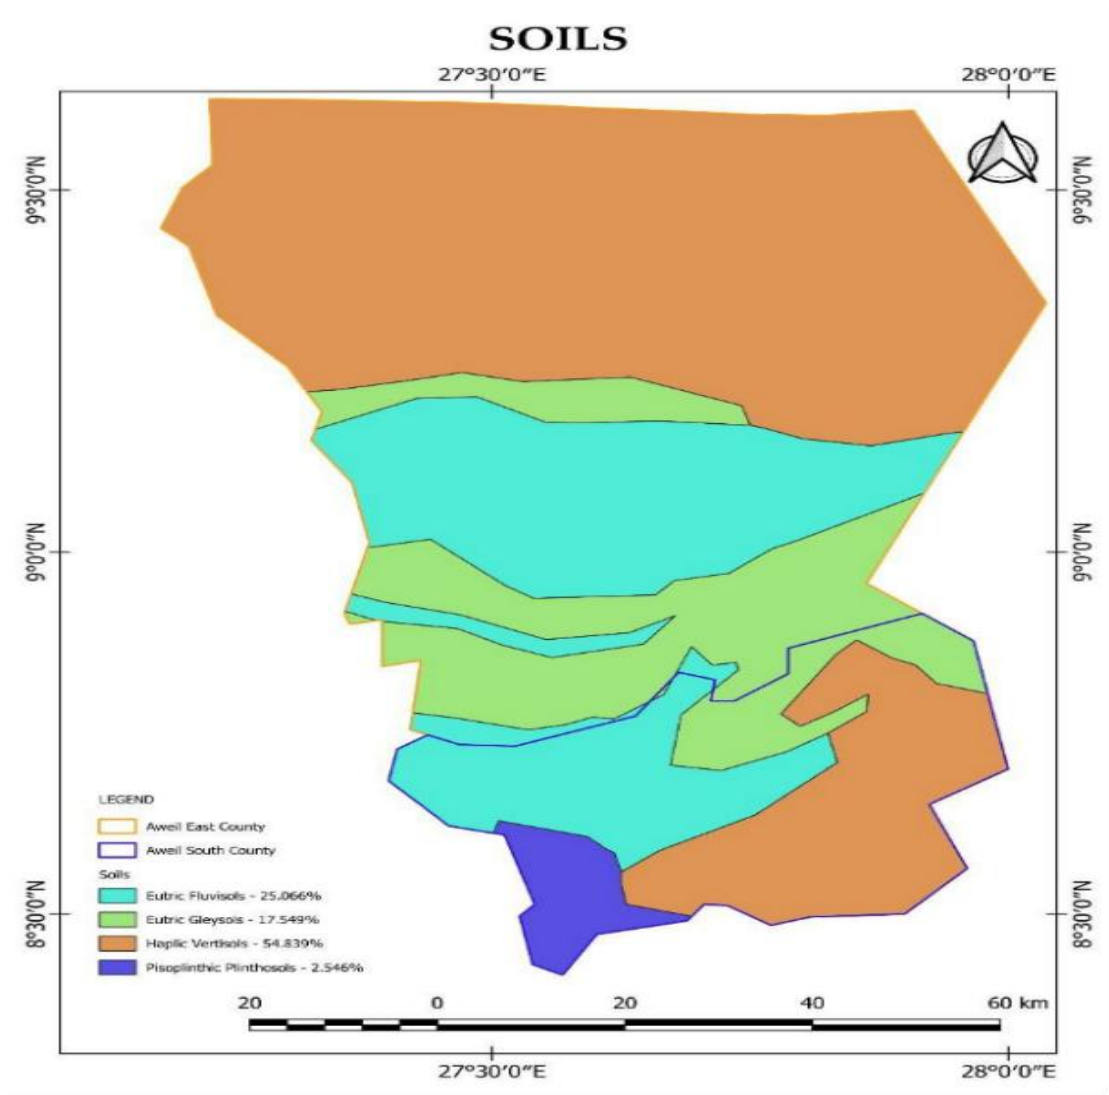 SOILS
27°30'0"E
28°0'0"E
9°30'0"N
9°30'0"N
9°0'0"N
9°0'0"N
LEGEND
Aweil East County
Aweil South County
Soils
Eutric Fluvisols - 25.066%
Eutric Gleysols - 17.549%
Haplic Vertisols - 54.839%
Pisoplinthic Plinthosols - 2.546%
8°30'0"N
8°30'0"N
20 0 20 40 60 km
27°30'0"E
28°0'0"E